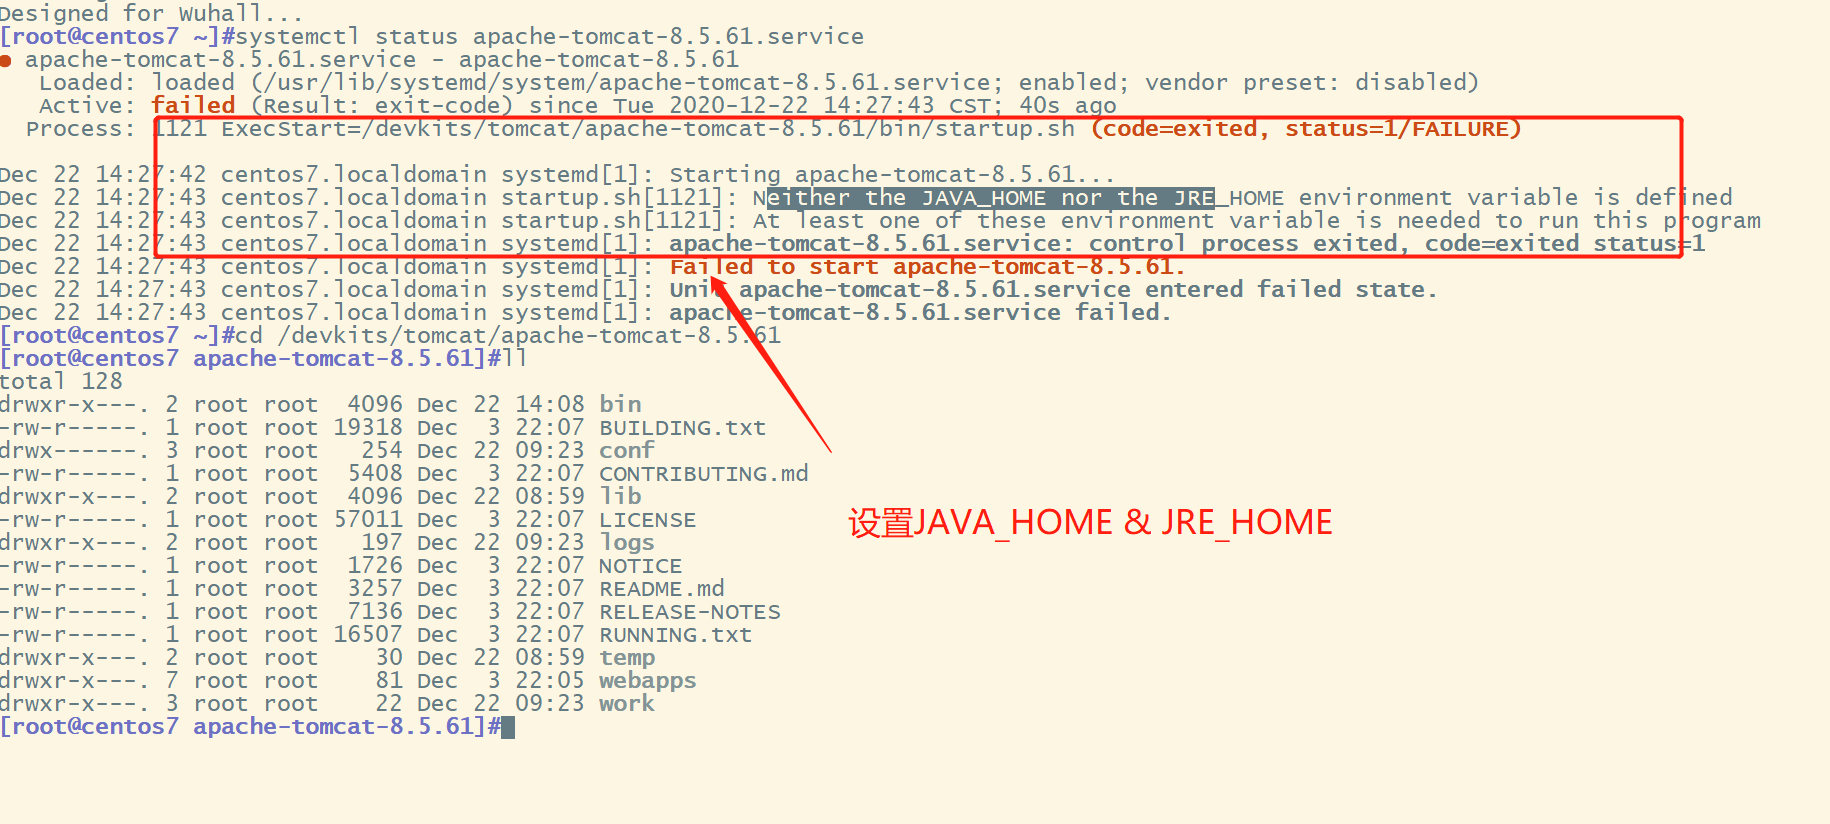 Designed for Wuhall...
[root@centos7 ~]#systemctl status apache-tomcat-8.5.61.service
● apache-tomcat-8.5.61.service - apache-tomcat-8.5.61
Loaded: loaded (/usr/lib/systemd/system/apache-tomcat-8.5.61.service; enabled; vendor preset: disabled)
Active: failed (Result: exit-code) since Tue 2020-12-22 14:27:43 CST; 40s ago
Process: 1121 ExecStart=/devkits/tomcat/apache-tomcat-8.5.61/bin/startup.sh (code=exited, status=1/FAILURE)
Dec 22 14:27:42 centos7.localdomain systemd[1]: Starting apache-tomcat-8.5.61...
Dec 22 14:27:43 centos7.localdomain startup.sh[1121]: Neither the JAVA_HOME nor the JRE_HOME environment variable is defined
Dec 22 14:27:43 centos7.localdomain startup.sh[1121]: At least one of these environment variable is needed to run this program
Dec 22 14:27:43 centos7.localdomain systemd[1]: apache-tomcat-8.5.61.service: control process exited, code=exited status=1
Dec 22 14:27:43 centos7.localdomain systemd[1]: Failed to start apache-tomcat-8.5.61.
Dec 22 14:27:43 centos7.localdomain systemd[1]: Unit apache-tomcat-8.5.61.service entered failed state.
Dec 22 14:27:43 centos7.localdomain systemd[1]: apache-tomcat-8.5.61.service failed.
[root@centos7 ~]#cd /devkits/tomcat/apache-tomcat-8.5.61
[root@centos7 apache-tomcat-8.5.61]#ll
total 128
drwxr-x---. 2 root root 4096 Dec 22 14:08 bin
-rw-r-----. 1 root root 19318 Dec 3 22:07 BUILDING.txt
drwx------. 3 root root 254 Dec 22 09:23 conf
-rw-r-----. 1 root root 5408 Dec 3 22:07 CONTRIBUTING.md
drwxr-x---. 2 root root 4096 Dec 22 08:59 lib
-rw-r-----. 1 root root 57011 Dec 3 22:07 LICENSE
drwxr-x---. 2 root root 197 Dec 22 09:23 logs
-rw-r-----. 1 root root 1726 Dec 3 22:07 NOTICE
-rw-r-----. 1 root root 3257 Dec 3 22:07 README.md
-rw-r-----. 1 root root 7136 Dec 3 22:07 RELEASE-NOTES
-rw-r-----. 1 root root 16507 Dec 3 22:07 RUNNING.txt
drwxr-x---. 2 root root 30 Dec 22 08:59 temp
drwxr-x---. 7 root root 81 Dec 3 22:05 webapps
drwxr-x---. 3 root root 22 Dec 22 09:23 work
[root@centos7 apache-tomcat-8.5.61]#
设置JAVA_HOME & JRE_HOME